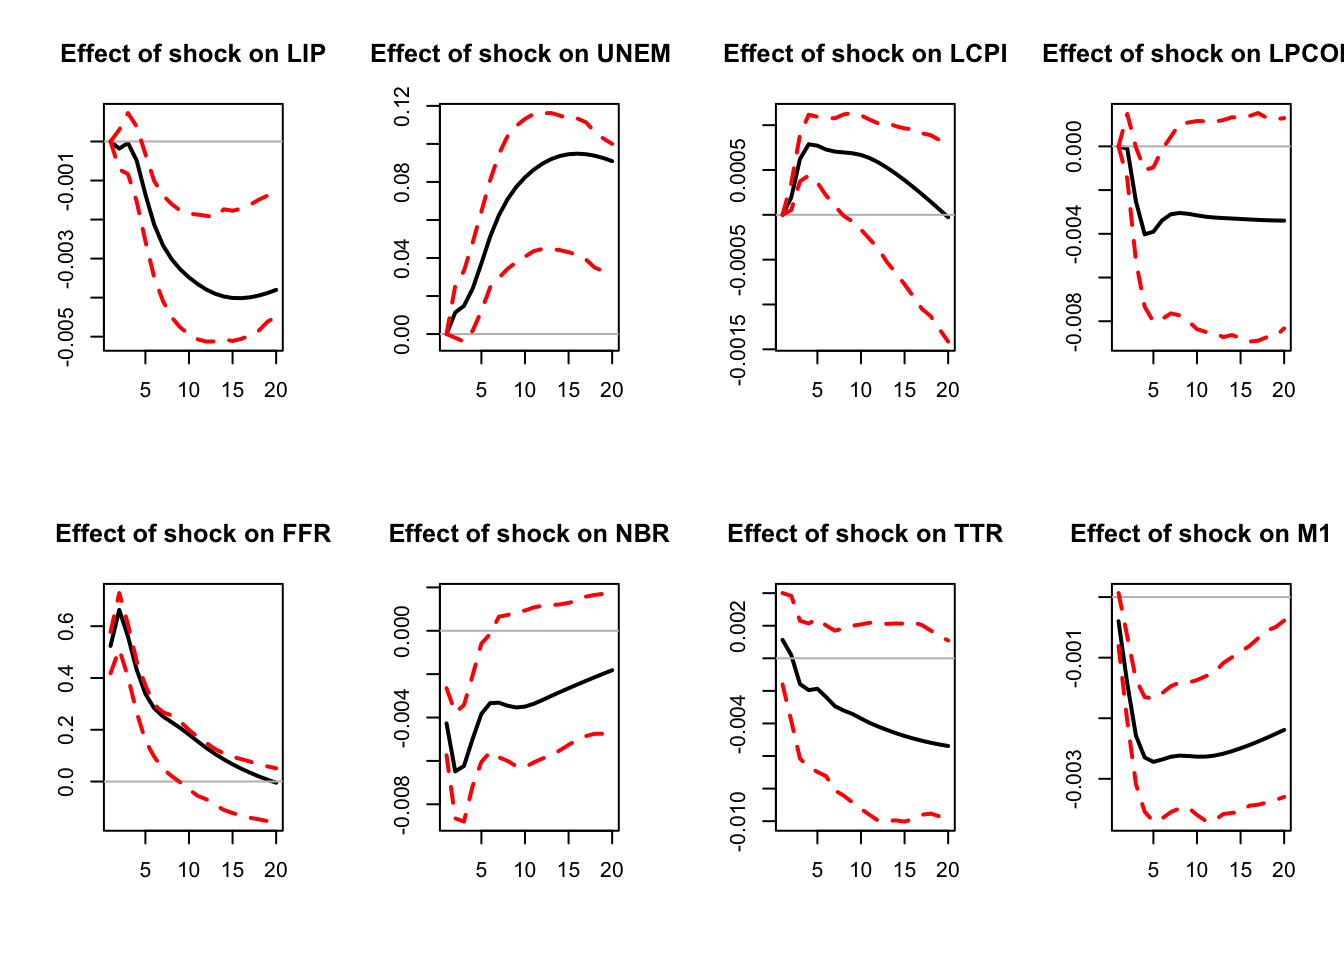 Effect of shock on LIP
-0.001
-0.003
-0.005
5 10 15 20
Effect of shock on UNEM
0.12
0.08
0.04
0.00
5 10 15 20
Effect of shock on LCPI
0.0005
-0.0005
-0.0015
5 10 15 20
Effect of shock on LPCO
0.000
-0.004
-0.008
5 10 15 20
Effect of shock on FFR
0.6
0.4
0.2
0.0
5 10 15 20
Effect of shock on NBR
0.000
-0.004
-0.008
5 10 15 20
Effect of shock on TTR
0.002
-0.004
-0.010
5 10 15 20
Effect of shock on M1
-0.001
-0.003
5 10 15 20